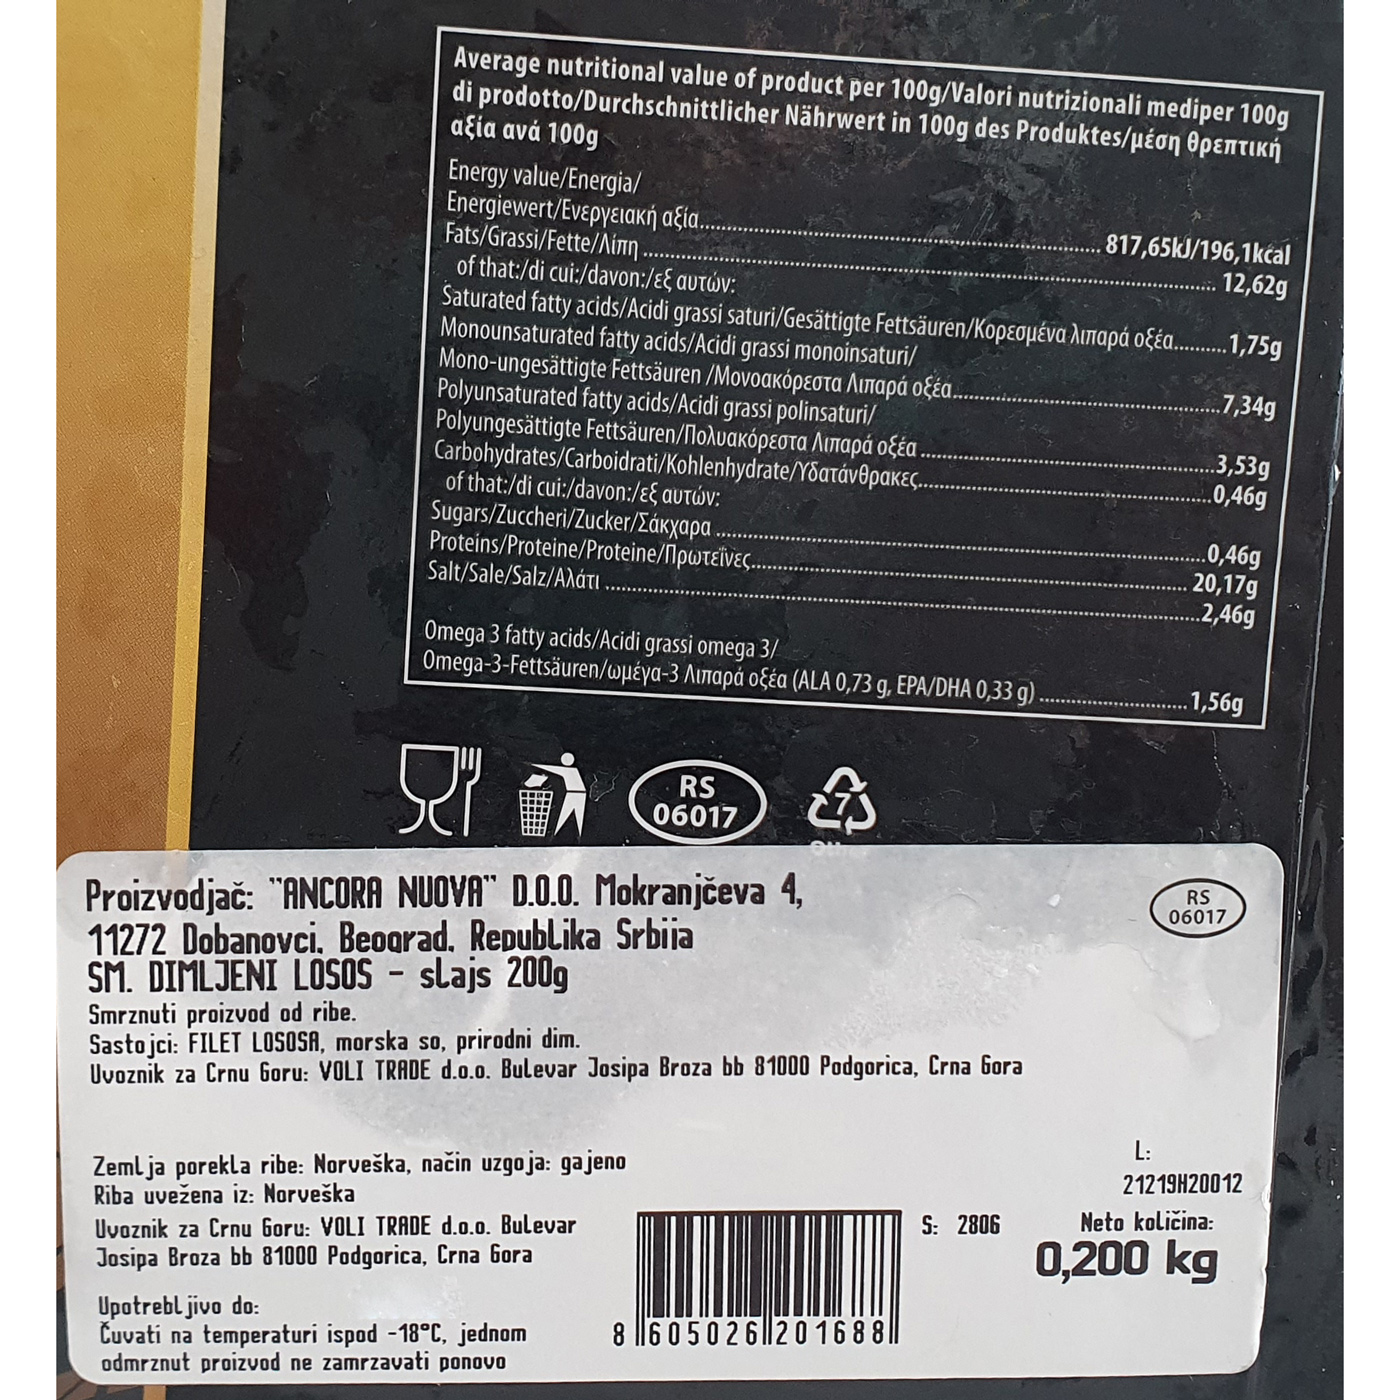 Average nutritional value of product per 100g/Valori nutrizionali mediper 100g
di prodotto/Durchschnittlicher Nährwert in 100g des Produktes/μέση θρεπτική
αξία ανά 100g
Energy value/Energia/
Energiewert/Ενεργειακή αξία.......... 817,65kJ/196,1kcal
Fats/Grassi/Fette/Λίπη .......... 12,62g
of that:/di cui:/davon:/εξ αυτών:
Saturated fatty acids/Acidi grassi saturi/Gesättigte Fettsäuren/Κορεσμένα λιπαρά οξέα..........1,75g
Monounsaturated fatty acids/Acidi grassi monoinsaturi/
Mono-ungesättigte Fettsäuren /Μονοακόρεστα Λιπαρά οξέα..........7,34g
Polyunsaturated fatty acids/Acidi grassi polinsaturi/
Polyungesättigte Fettsäuren/Πολυακόρεστα Λιπαρά οξέα ..........3,53g
Carbohydrates/Carboidrati/Kohlenhydrate/Υδατάνθρακες..........0,46g
of that:/di cui:/davon:/εξ αυτών:
Sugars/Zuccheri/Zucker/Σάκχαρα ..........0,46g
Proteins/Proteine/Proteine/Πρωτεΐνες.......... 20,17g
Salt/Sale/Salz/Αλάτι ..........2,46g
Omega 3 fatty acids/Acidi grassi omega 3/
Omega-3-Fettsäuren/ωμέγα-3 Λιπαρά οξέα (ALA 0,73 g, EPA/DHA 0,33 g) .......... 1,56g
RS
06017
7
Proizvodjač: "ANCORA NUOVA" D.O.O. Mokranjčeva 4,
11272 Dobanovci, Beograd, Republika Srbija
SM. DIMLJENI LOSOS - slajs 200g
RS
06017
Smrznuti proizvod od ribe.
Sastojci: FILET LOSOSA, morska so, prirodni dim.
Uvoznik za Crnu Goru: VOLI TRADE d.o.o. Bulevar Josipa Broza bb 81000 Podgorica, Crna Gora
Zemlja porekla ribe: Norveška, način uzgoja: gajeno
Riba uvežena iz: Norveška
Uvoznik za Crnu Goru: VOLI TRADE d.o.o. Bulevar
Josipa Broza bb 81000 Podgorica, Crna Gora
Upotrebljivo do:
Čuvati na temperaturi ispod -18°C, jednom
odmrznut proizvod ne zamrzavati ponovo
8 605026 201688
S: 2806
L:
21219H20012
Neto količina:
0,200 kg